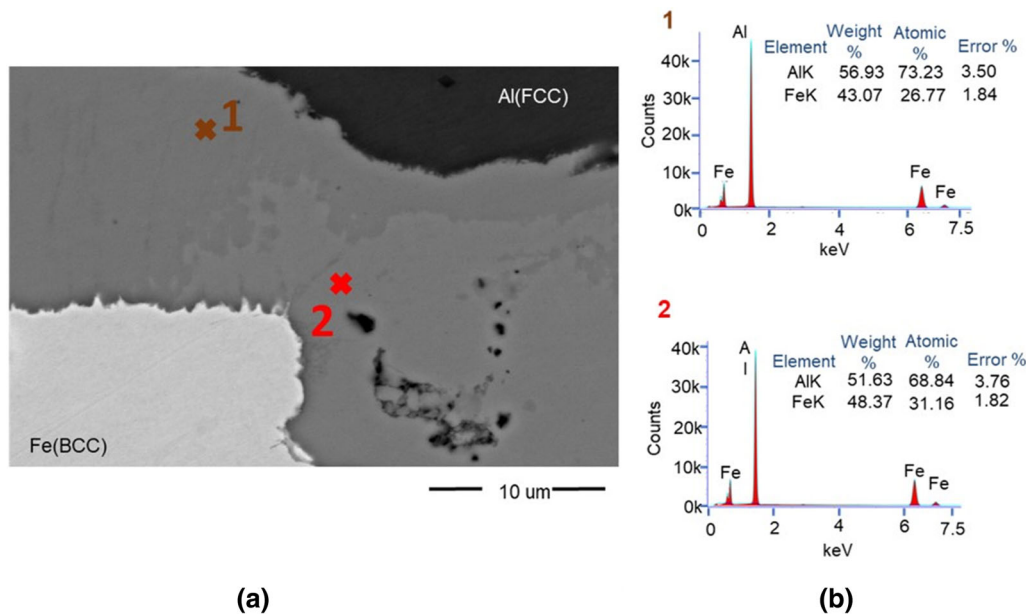 1
Al(FCC)
2
Fe(BCC)
10 um
(a)
1
Al
Element Weight % Atomic % Error %
AlK 56.93 73.23 3.50
FeK 43.07 26.77 1.84
40k
30k
20k
10k
0k
Counts
Fe
Fe
Fe
0 2 4 6 7.5
keV
2
A
l
Element Weight % Atomic % Error %
AlK 51.63 68.84 3.76
FeK 48.37 31.16 1.82
40k
30k
20k
10k
0k
Counts
Fe
Fe
Fe
0 2 4 6 7.5
keV
(b)